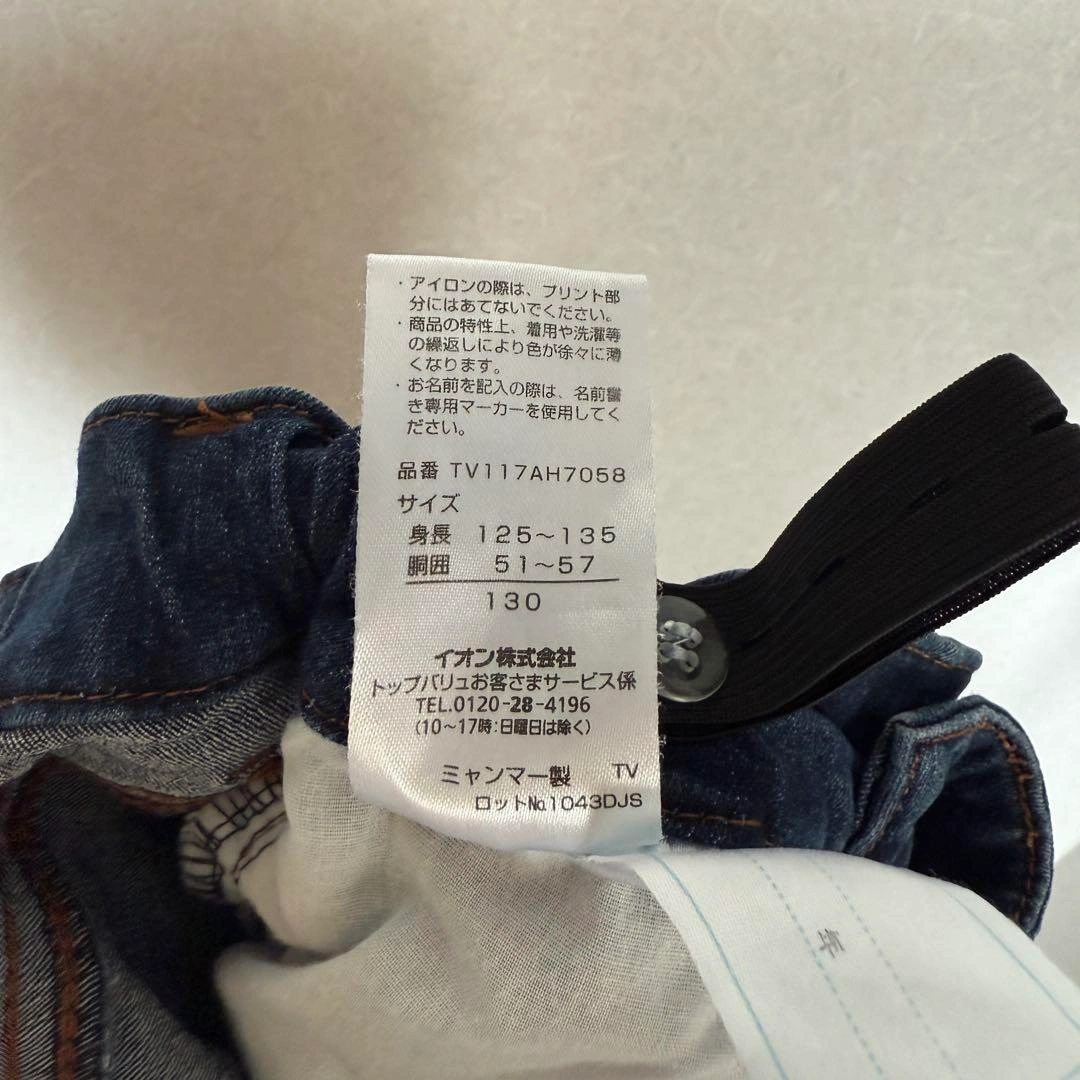 ・アイロンの際は、プリント部
分にはあてないでください。
・商品の特性上、着用や洗濯等
の繰返しにより色が徐々に薄
くなります。
・お名前を記入の際は、名前書
き専用マーカーを使用してく
ださい。
品番 TV117AH7058
サイズ
身長 125～135
胴囲 51～57
130
イオン株式会社
トップバリュお客さまサービス係
TEL.0120-28-4196
(10～17時:日曜日は除く)
ミャンマー製 TV
ロット№1043DJS
年